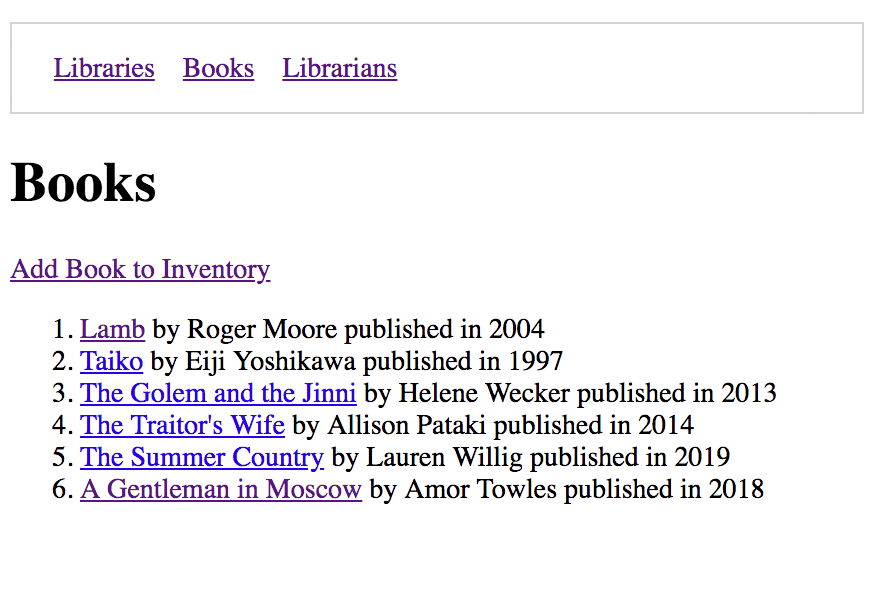 Libraries Books Librarians
Books
Add Book to Inventory
1. Lamb by Roger Moore published in 2004
2. Taiko by Eiji Yoshikawa published in 1997
3. The Golem and the Jinni by Helene Wecker published in 2013
4. The Traitor's Wife by Allison Pataki published in 2014
5. The Summer Country by Lauren Willig published in 2019
6. A Gentleman in Moscow by Amor Towles published in 2018